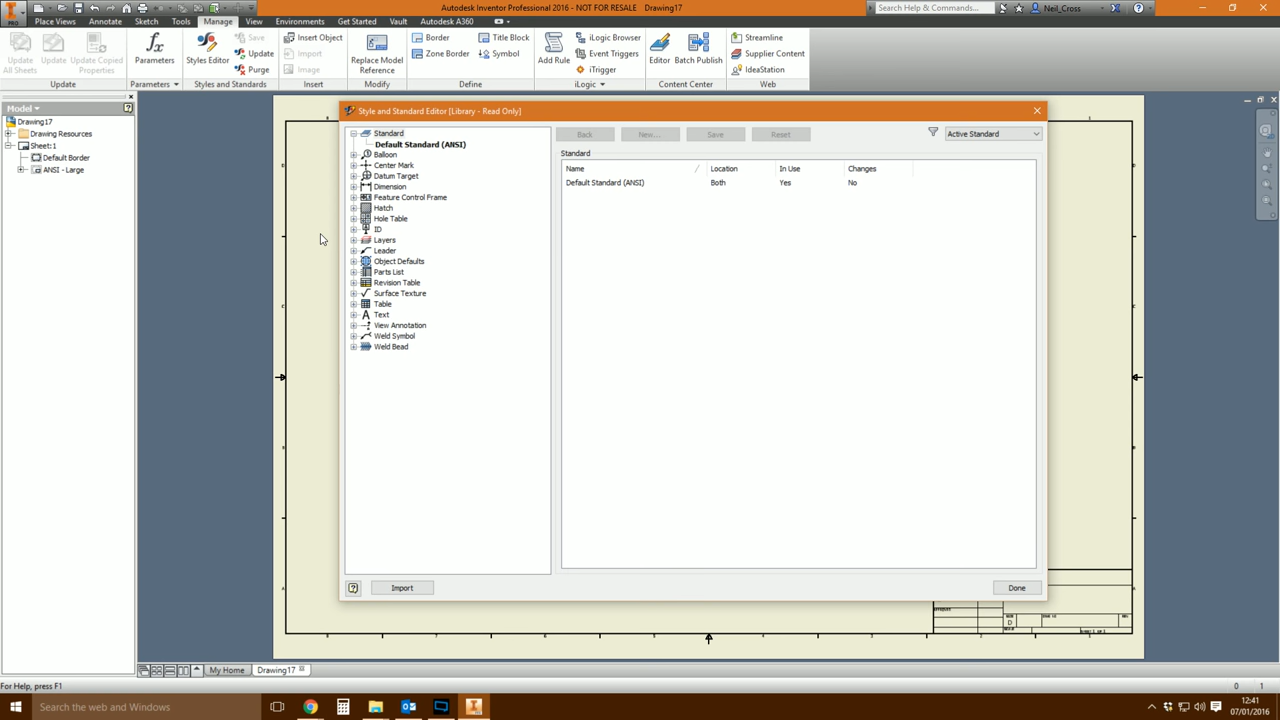 Autodesk Inventor Professional 2016 - NOT FOR RESALE Drawing17
Search Help & Commands... Neil_Cross
PRO Place Views Annotate Sketch Tools Manage View Environments Get Started Vault Autodesk A360
Update All Sheets
Update
Update Copied Properties
Parameters
Styles Editor
Save
Update
Purge
Insert Object
Import
Image
Replace Model Reference
Border
Zone Border
Title Block
Symbol
Add Rule
iLogic Browser
Event Triggers
iTrigger
Editor
Batch Publish
Streamline
Supplier Content
IdeaStation
Update Parameters Styles and Standards Insert Modify Define iLogic Content Center Web
Model
Drawing17
Drawing Resources
Sheet:1
Default Border
ANSI - Large
Style and Standard Editor [Library - Read Only]
Standard
Default Standard (ANSI)
Balloon
Center Mark
Datum Target
Dimension
Feature Control Frame
Hatch
Hole Table
ID
Layers
Leader
Object Defaults
Parts List
Revision Table
Surface Texture
Table
Text
View Annotation
Weld Symbol
Weld Bead
Back New... Save Reset Active Standard
Standard
Name Location In Use Changes
Default Standard (ANSI) Both Yes No
Import Done
D
My Home Drawing17
For Help, press F1 0 1
Search the web and Windows
12:41
07/01/2016